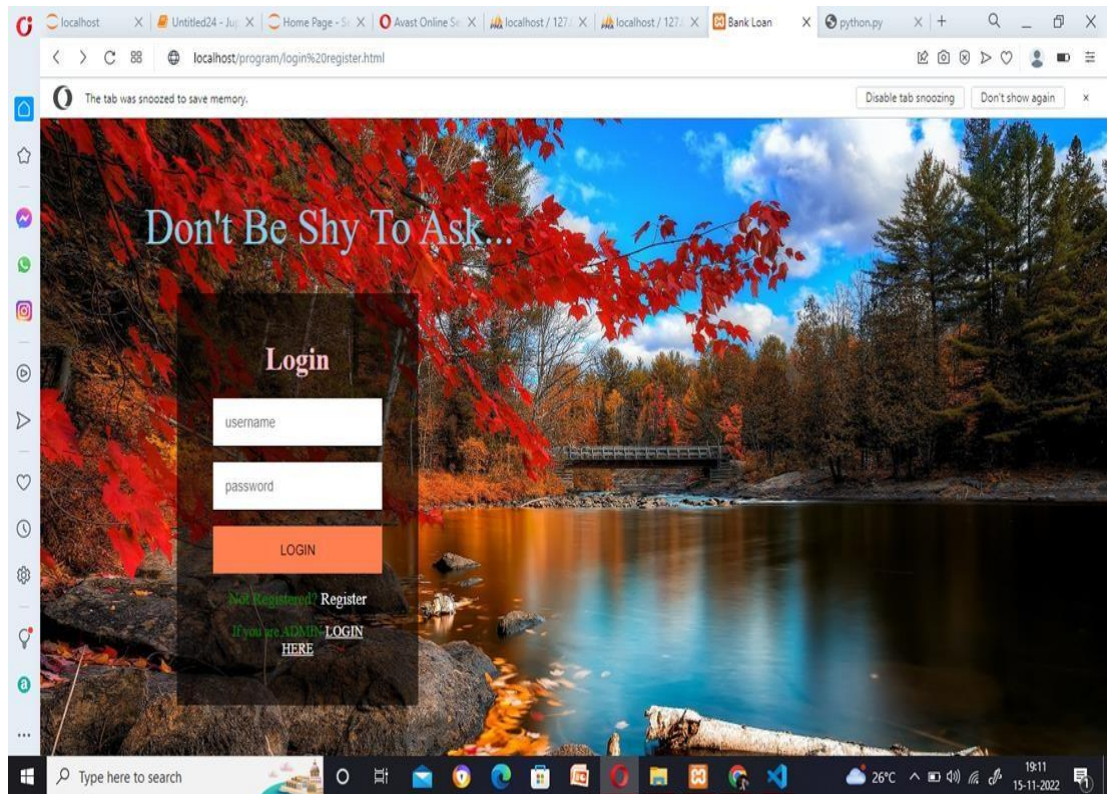 localhost
Untitled24 - Jup
Home Page - S
Avast Online Se
localhost / 127.
localhost / 127.
Bank Loan
python.py
localhost/program/login%20register.html
The tab was snoozed to save memory.
Disable tab snoozing
Don't show again
Don't Be Shy To Ask...
Login
username
password
LOGIN
Not Registered? Register
If you are ADMIN LOGIN
HERE
Type here to search
26°C
19:11
15-11-2022